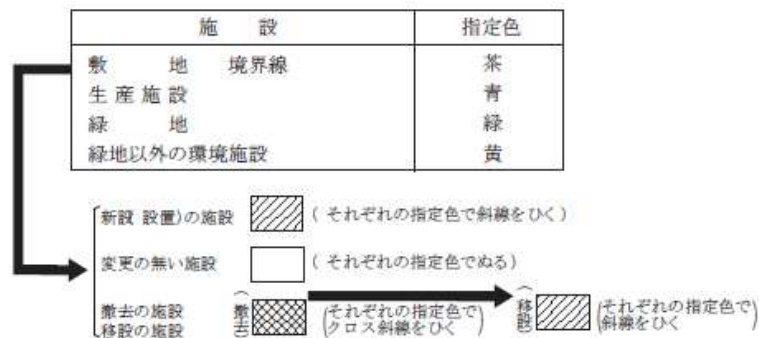 施　設　指定色
敷　地　境界線　茶
生産施設　青
緑　地　緑
緑地以外の環境施設　黄
新設 設置)の施設　( それぞれの指定色で斜線をひく )
変更の無い施設　( それぞれの指定色でぬる )
撤去の施設
移設の施設
(撤去)
(それぞれの指定色で
クロス斜線をひく)
(移設)
(それぞれの指定色で
斜線をひく)